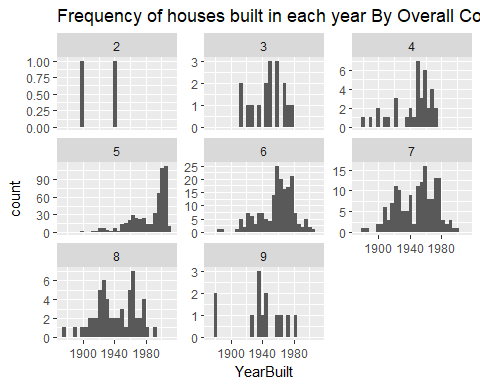 Frequency of houses built in each year By Overall Co
2 3 4
1.00 0.75 0.50 0.25 0.00
3 2 1 0
6 4 2 0
5 6 7
90 60 30 0
25 20 15 10 5 0
15 10 5 0
1900 1940 1980
8 9
6 4 2 0
3 2 1 0
1900 1940 1980
1900 1940 1980
count
YearBuilt